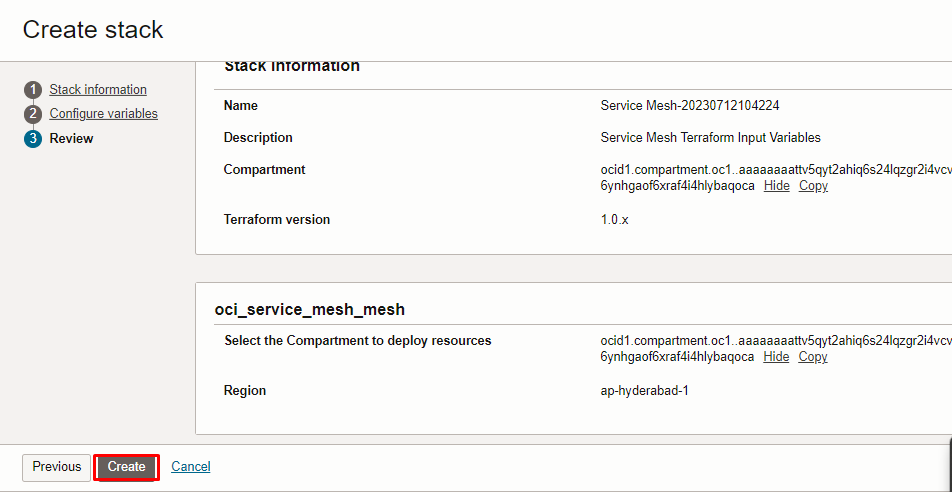 Create stack
1 Stack information
2 Configure variables
3 Review
Stack information
Name Service Mesh-20230712104224
Description Service Mesh Terraform Input Variables
Compartment ocid1.compartment.oc1..aaaaaaaattv5qyt2ahiq6s24lqzgr2i4vcv
6ynhgaof6xraf4i4hlybaqoca Hide Copy
Terraform version 1.0.x
oci_service_mesh_mesh
Select the Compartment to deploy resources ocid1.compartment.oc1..aaaaaaaattv5qyt2ahiq6s24lqzgr2i4vcv
6ynhgaof6xraf4i4hlybaqoca Hide Copy
Region ap-hyderabad-1
Previous Create Cancel